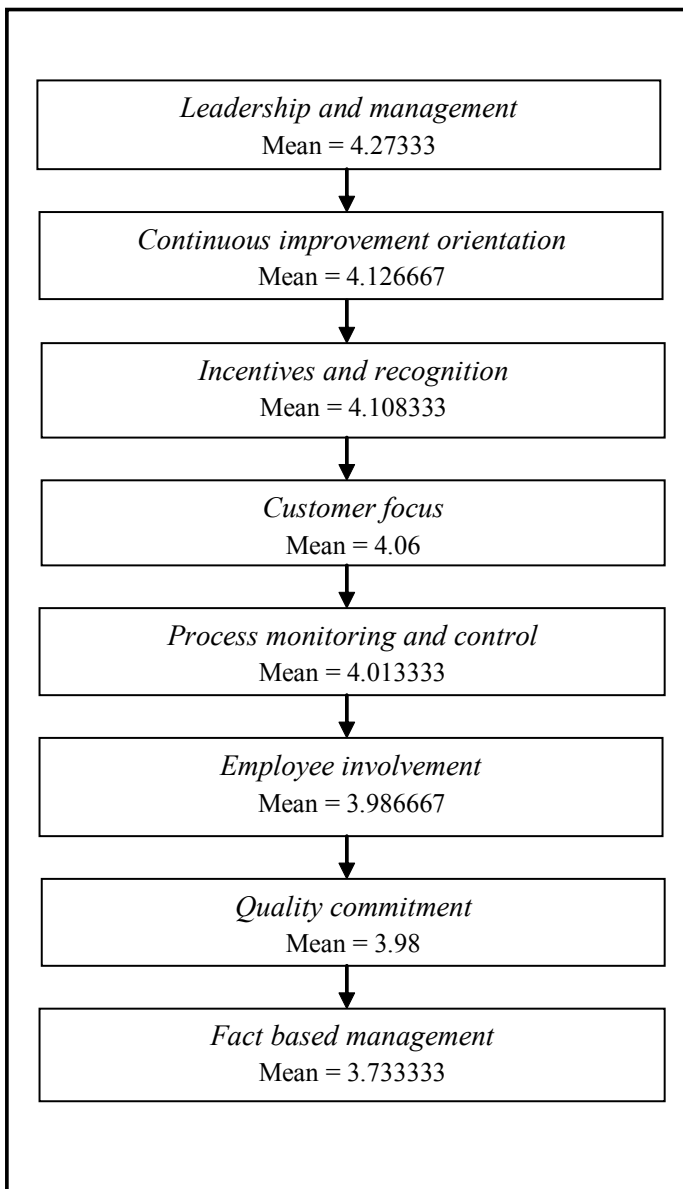 Leadership and management
Mean = 4.27333
Continuous improvement orientation
Mean = 4.126667
Incentives and recognition
Mean = 4.108333
Customer focus
Mean = 4.06
Process monitoring and control
Mean = 4.013333
Employee involvement
Mean = 3.986667
Quality commitment
Mean = 3.98
Fact based management
Mean = 3.733333